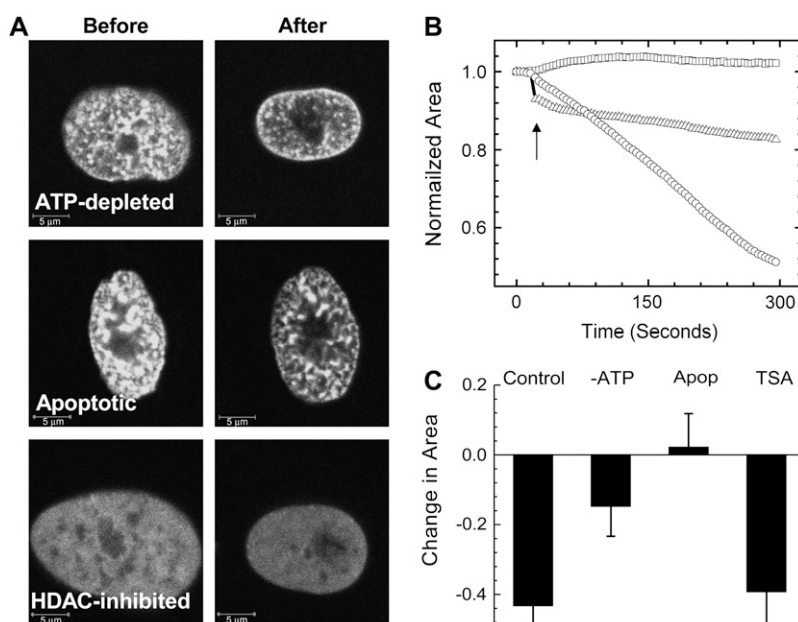 A
Before After
ATP-depleted
5 µm
5 µm
Apoptotic
5 µm
5 µm
HDAC-inhibited
5 µm
5 µm
B
Normailzed Area
1.0
0.8
0.6
0 150 300
Time (Seconds)
C
Control -ATP Apop TSA
Change in Area
0.2
0.0
-0.2
-0.4